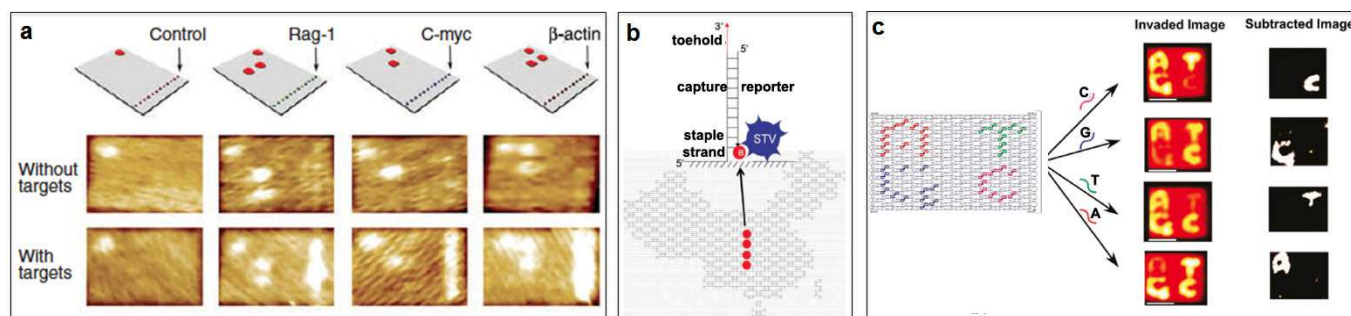 a
Control
Rag-1
C-myc
β-actin
Without
targets
With
targets
b
3'
toehold
5'
capture
reporter
staple
strand
STV
B
5'
c
Invaded Image
Subtracted Image
C
G
T
A
A T
G C
C
A T
G C
G
A T
G C
T
A T
G C
A